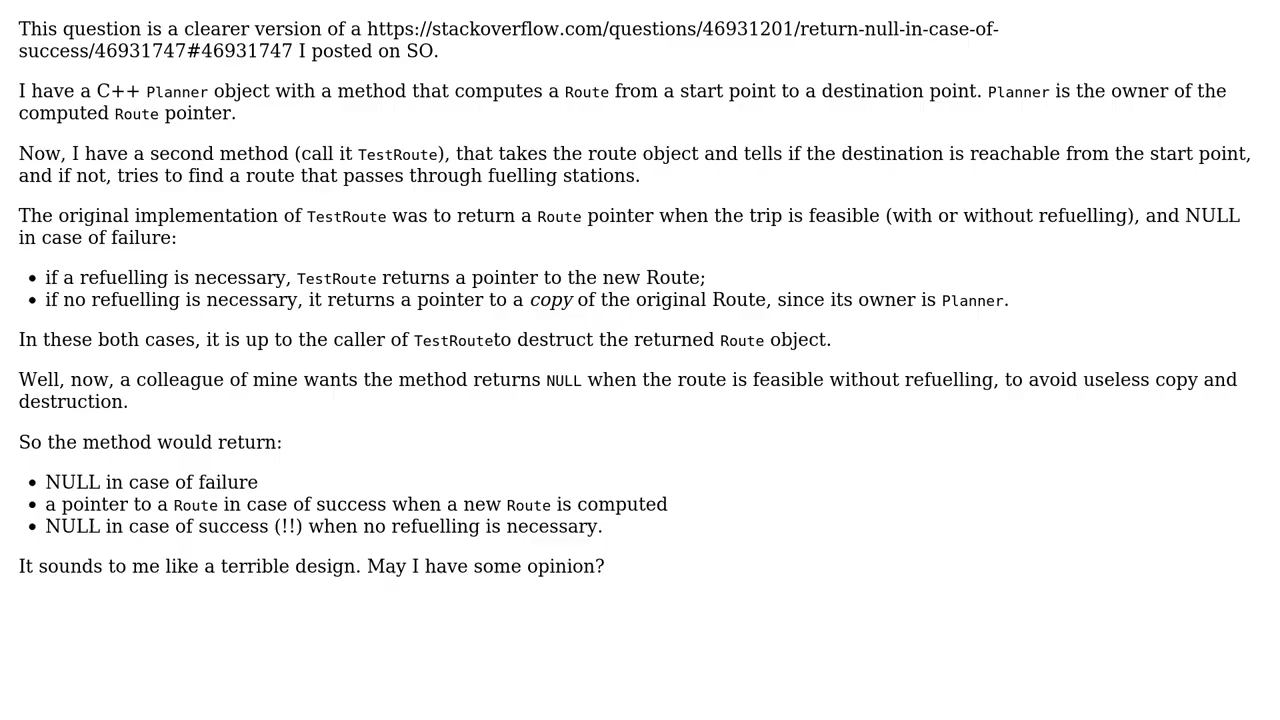 This question is a clearer version of a https://stackoverflow.com/questions/46931201/return-null-in-case-of-
success/46931747#46931747 I posted on SO.
I have a C++ Planner object with a method that computes a Route from a start point to a destination point. Planner is the owner of the
computed Route pointer.
Now, I have a second method (call it TestRoute), that takes the route object and tells if the destination is reachable from the start point,
and if not, tries to find a route that passes through fuelling stations.
The original implementation of TestRoute was to return a Route pointer when the trip is feasible (with or without refuelling), and NULL
in case of failure:
• if a refuelling is necessary, TestRoute returns a pointer to the new Route;
• if no refuelling is necessary, it returns a pointer to a copy of the original Route, since its owner is Planner.
In these both cases, it is up to the caller of TestRouteto destruct the returned Route object.
Well, now, a colleague of mine wants the method returns NULL when the route is feasible without refuelling, to avoid useless copy and
destruction.
So the method would return:
• NULL in case of failure
• a pointer to a Route in case of success when a new Route is computed
• NULL in case of success (!!) when no refuelling is necessary.
It sounds to me like a terrible design. May I have some opinion?